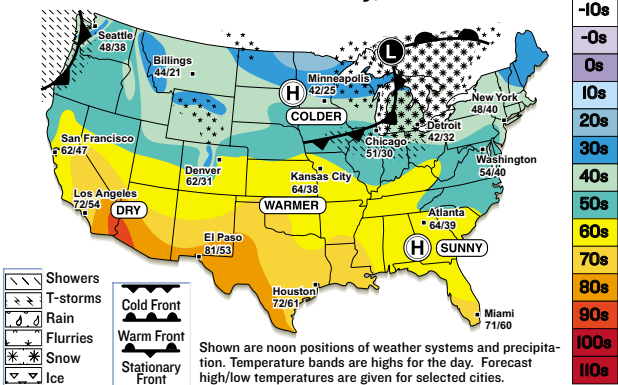 -10s
-0s
0s
10s
20s
30s
40s
50s
60s
70s
80s
90s
100s
110s
Seattle
48/38
Billings
44/21
Minneapolis
42/25
L
H
COLDER
New York
48/40
Detroit
42/32
Chicago
51/30
Washington
54/40
San Francisco
62/47
Denver
62/31
Kansas City
64/38
Los Angeles
72/54
DRY
WARMER
Atlanta
64/39
El Paso
81/53
H
SUNNY
Houston
72/61
Miami
71/60
Showers
T-storms
Rain
Flurries
Snow
Ice
Cold Front
Warm Front
Stationary
Front
Shown are noon positions of weather systems and precipita-
tion. Temperature bands are highs for the day. Forecast
high/low temperatures are given for selected cities.